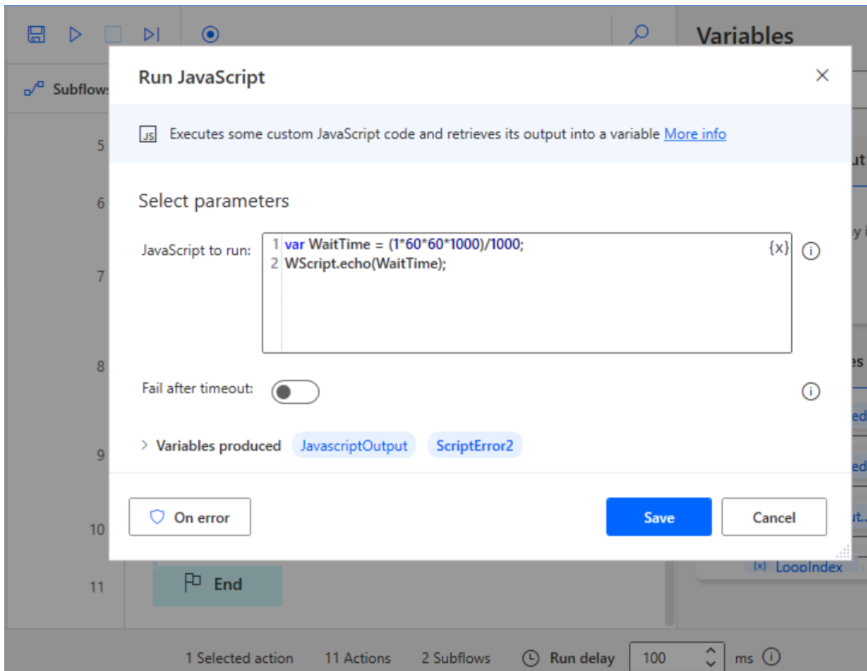 Variables
Subflows
Run JavaScript
JS Executes some custom JavaScript code and retrieves its output into a variable More info
Select parameters
JavaScript to run:
1 var WaitTime = (1*60*60*1000)/1000;
2 WScript.echo(WaitTime);
{x}
Fail after timeout:
Variables produced JavascriptOutput ScriptError2
On error Save Cancel
5
6
7
8
9
10
11 End
{x} LoopIndex
1 Selected action 11 Actions 2 Subflows Run delay 100 ms